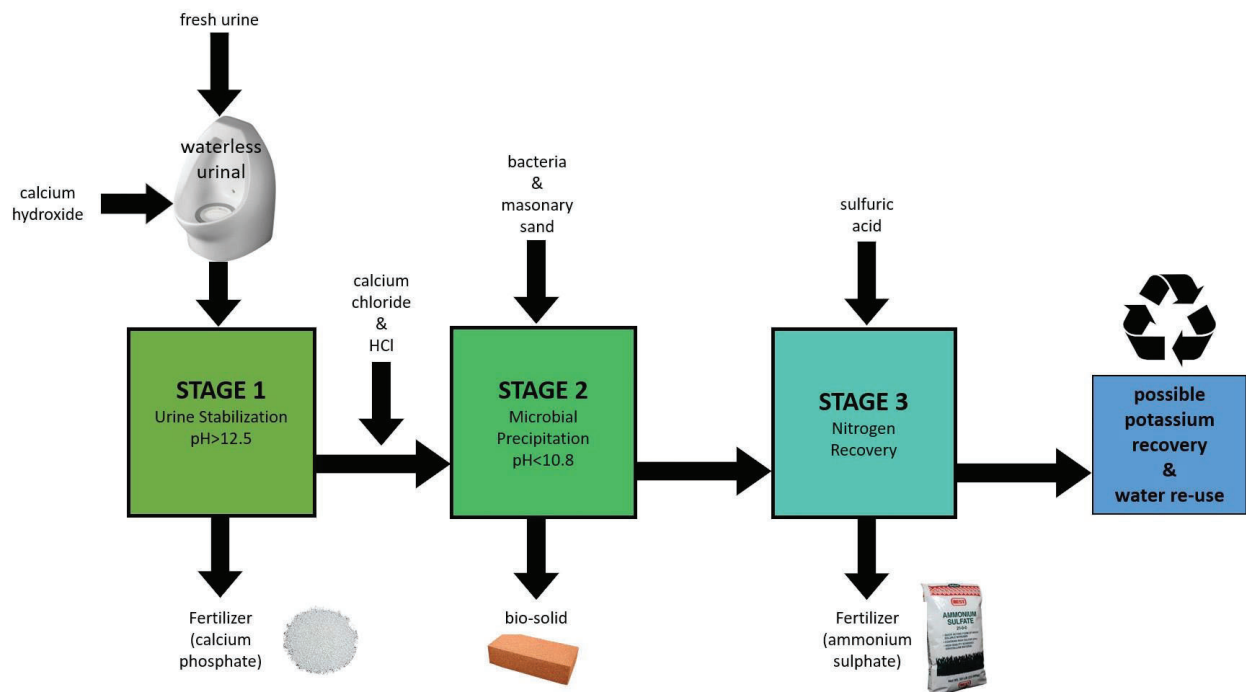 fresh urine
waterless
urinal
calcium
hydroxide
STAGE 1
Urine Stabilization
pH>12.5
Fertilizer
(calcium
phosphate)
calcium
chloride
&
HCl
bacteria
&
masonary
sand
STAGE 2
Microbial
Precipitation
pH<10.8
bio-solid
sulfuric
acid
STAGE 3
Nitrogen
Recovery
Fertilizer
(ammonium
sulphate)
BEST
AMMONIUM
SULFATE
possible
potassium
recovery
&
water re-use